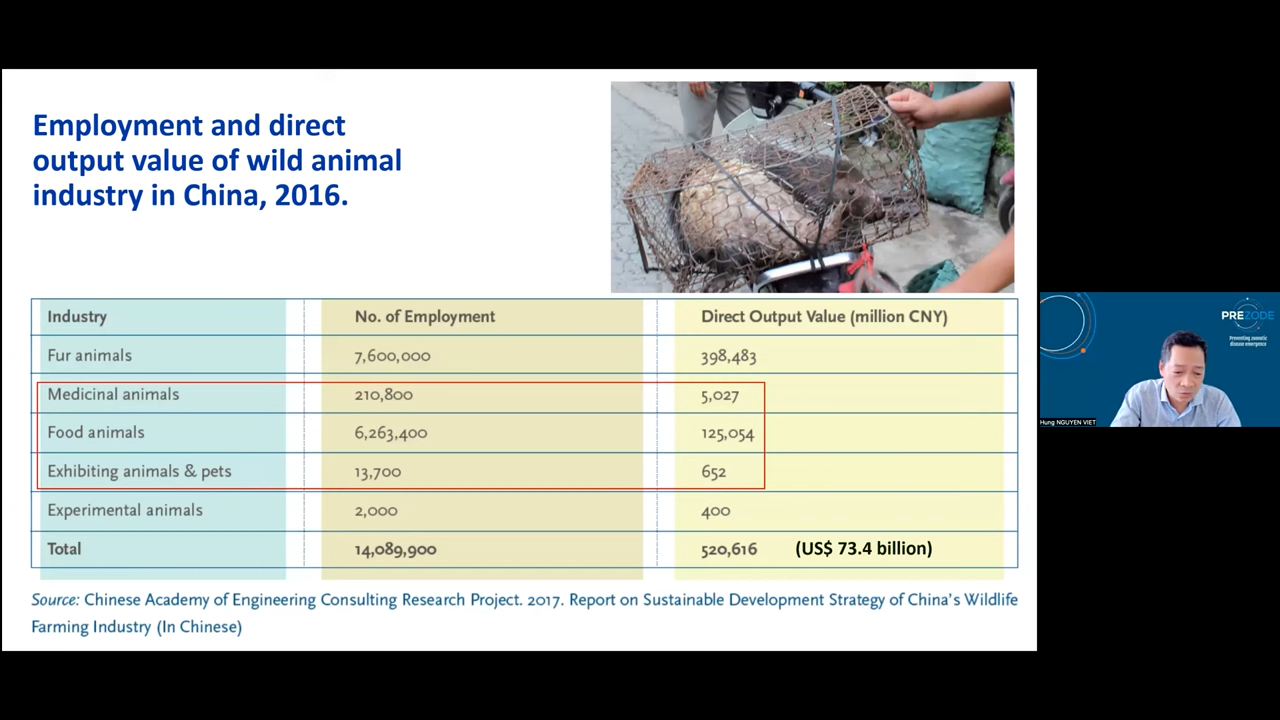 Employment and direct
output value of wild animal
industry in China, 2016.
Industry No. of Employment Direct Output Value (million CNY)
Fur animals 7,600,000 398,483
Medicinal animals 210,800 5,027
Food animals 6,263,400 125,054
Exhibiting animals & pets 13,700 652
Experimental animals 2,000 400
Total 14,089,900 520,616 (US$ 73.4 billion)
Source: Chinese Academy of Engineering Consulting Research Project. 2017. Report on Sustainable Development Strategy of China's Wildlife
Farming Industry (In Chinese)
PREZODE
Preventing zoonotic
disease emergence
Hung NGUYEN VIET